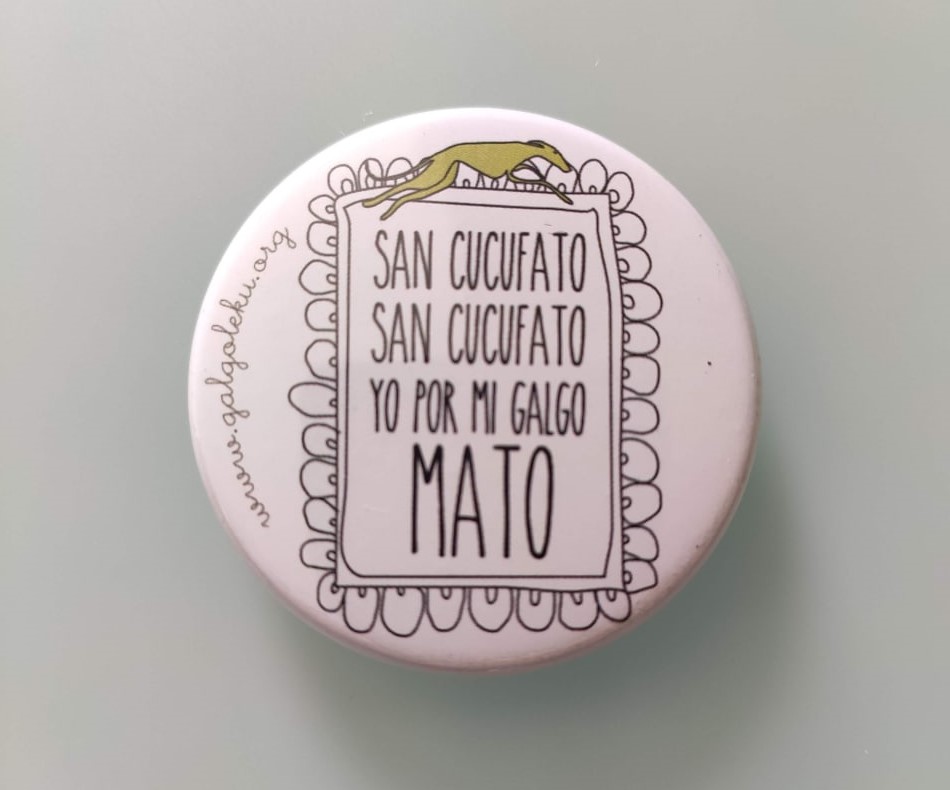 SAN CUCUFATO
SAN CUCUFATO
YO POR MI GALGO
MATO
www.galgoleku.org